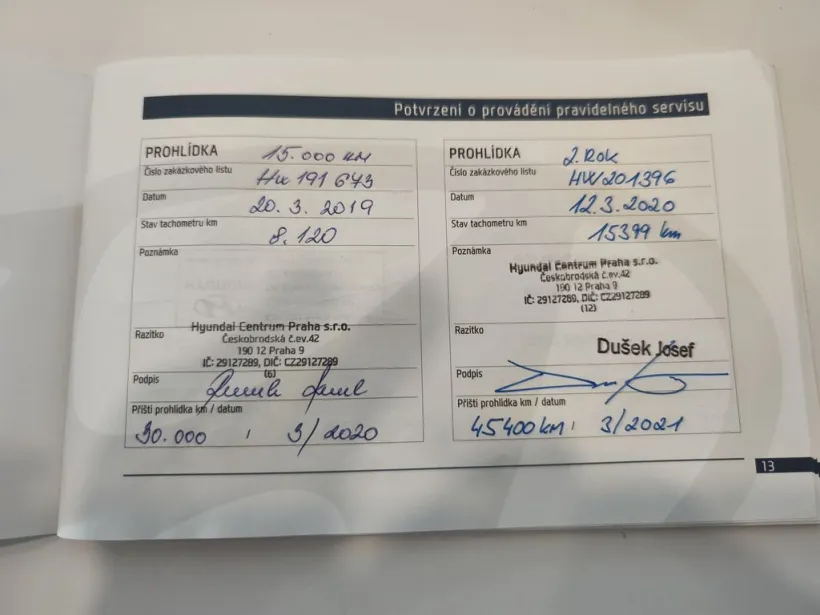 Potvrzení o provádění pravidelného servisu
PROHLÍDKA 15.000 KM
Číslo zakázkového listu HW 191 673
Datum 20. 3. 2019
Stav tachometru km 8.120
Poznámka
Razítko Hyundai Centrum Praha s.r.o.
Českobrodská č.ev.42
190 12 Praha 9
IČ: 29127289, DIČ: CZ29127289
(6)
Podpis
Příští prohlídka km / datum
30.000 / 3/2020
PROHLÍDKA 2. Rok
Číslo zakázkového listu HW201396
Datum 12.3.2020
Stav tachometru km 15399 km
Poznámka
Hyundai Centrum Praha s.r.o.
Českobrodská č.ev.42
190 12 Praha 9
IČ: 29127289, DIČ: CZ29127289
(12)
Razítko
Dušek Josef
Podpis
Příští prohlídka km / datum
45400 km / 3/2021
13